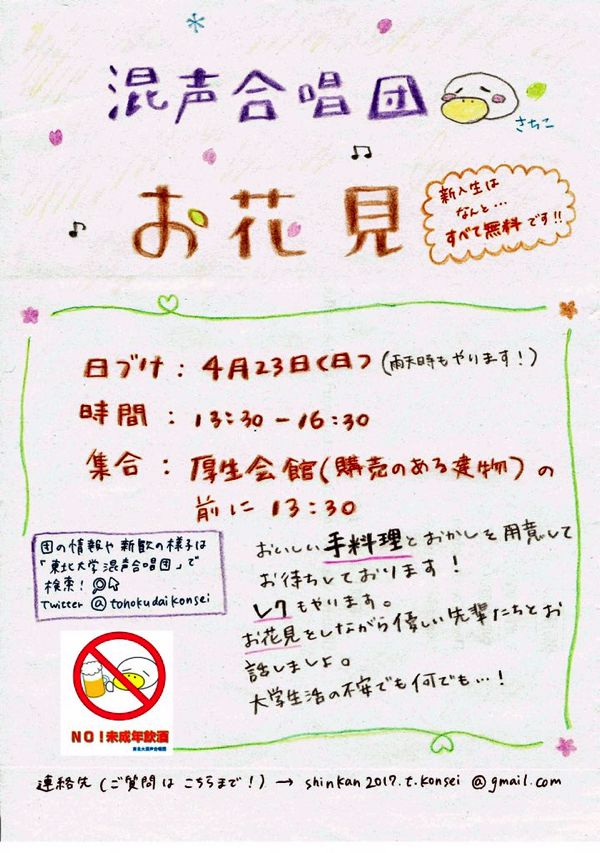 混声合唱団
さちこ
お花見
新入生は
なんと…
すべて無料です!!
日づけ：4月23日(日)(雨天時もやります！)
時間：13:30-16:30
集合：厚生会館(購売のある建物)の
前に13:30
団の情報や新歓の様子は
「東北大学混声合唱団」で
検索！
Twitter @tohokudaikonsei
おいしい手料理とおかしを用意して
お待ちしております！
レクもやります。
お花見をしながら優しい先輩たちとお
話しましょ。
大学生活の不安でも何でも…！
NO！未成年飲酒
東北大混声合唱団
連絡先(ご質問はこちらまで！)→ shinkan2017.t.konsei@gmail.com